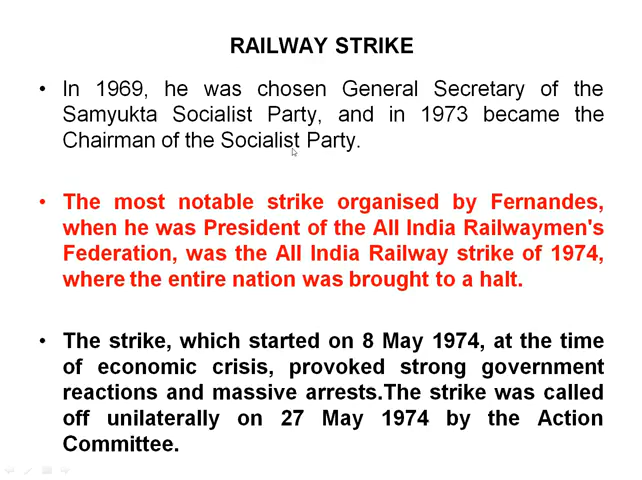 RAILWAY STRIKE
• In 1969, he was chosen General Secretary of the
Samyukta Socialist Party, and in 1973 became the
Chairman of the Socialist Party.
• The most notable strike organised by Fernandes,
when he was President of the All India Railwaymen's
Federation, was the All India Railway strike of 1974,
where the entire nation was brought to a halt.
• The strike, which started on 8 May 1974, at the time
of economic crisis, provoked strong government
reactions and massive arrests.The strike was called
off unilaterally on 27 May 1974 by the Action
Committee.